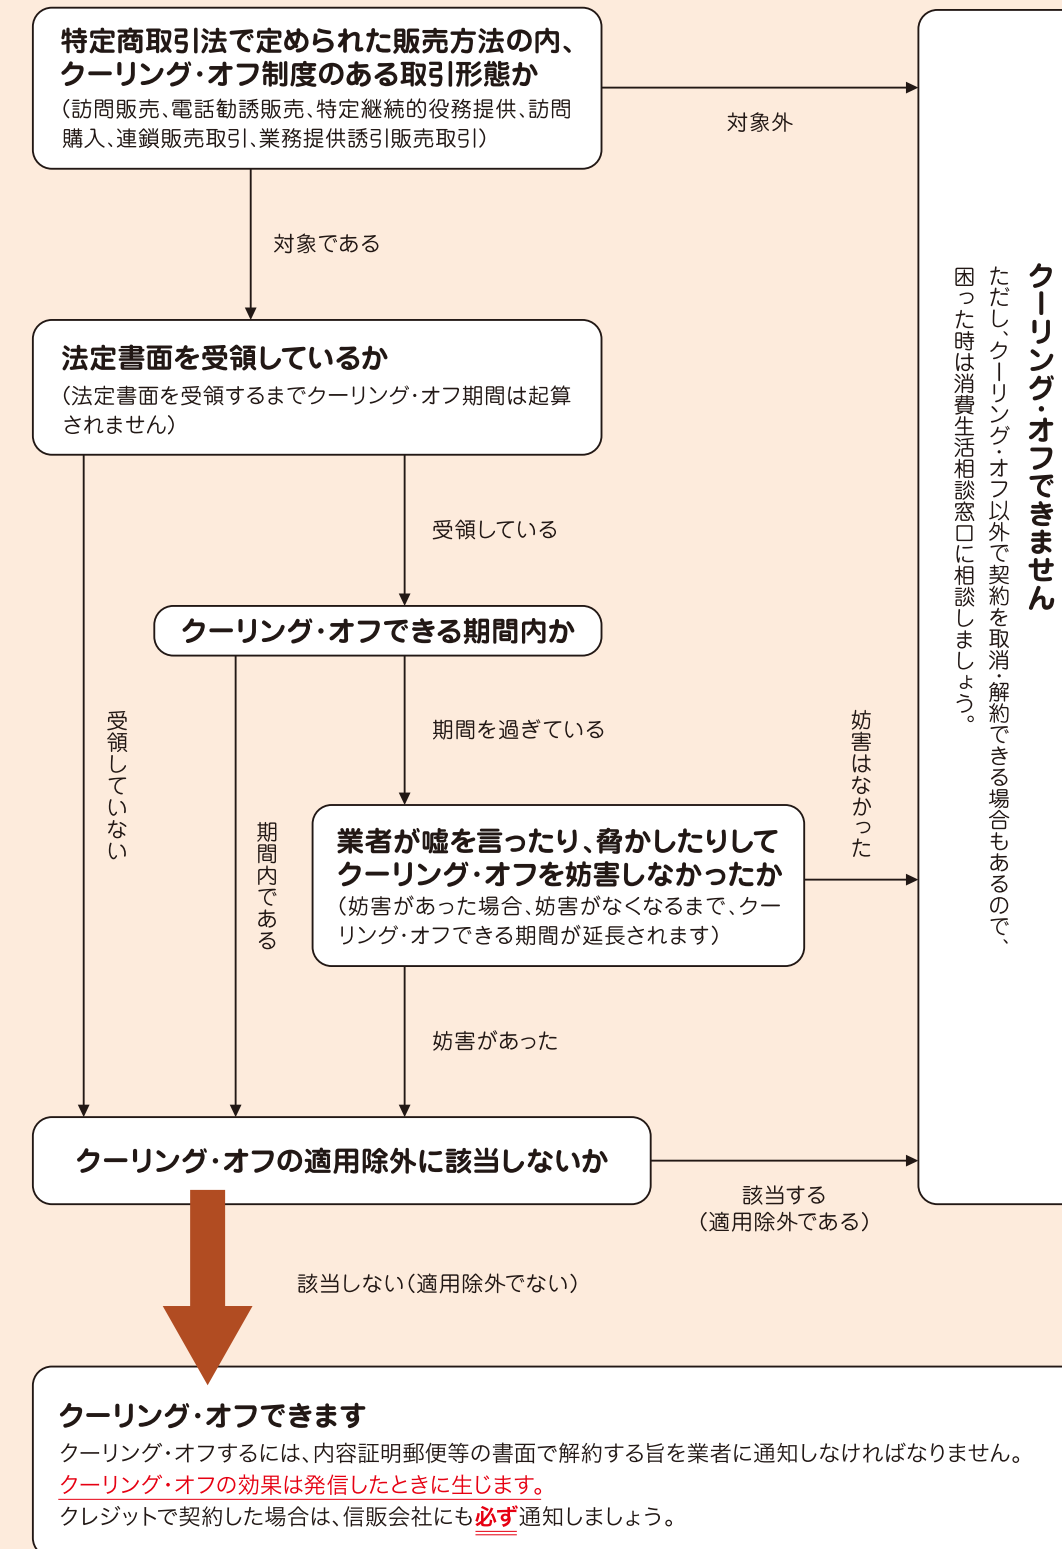 特定商取引法で定められた販売方法の内、
クーリング・オフ制度のある取引形態か
（訪問販売、電話勧誘販売、特定継続的役務提供、訪問
購入、連鎖販売取引、業務提供誘引販売取引）
対象外
対象である
法定書面を受領しているか
（法定書面を受領するまでクーリング・オフ期間は起算
されません）
受領している
受領していない
クーリング・オフできる期間内か
期間を過ぎている
期間内である
業者が嘘を言ったり、脅かしたりして
クーリング・オフを妨害しなかったか
（妨害があった場合、妨害がなくなるまで、クー
リング・オフできる期間が延長されます）
妨害はなかった
妨害があった
クーリング・オフの適用除外に該当しないか
該当する
（適用除外である）
該当しない（適用除外でない）
クーリング・オフできません
ただし、クーリング・オフ以外で契約を取消・解約できる場合もあるので、
困った時は消費生活相談窓口に相談しましょう。
クーリング・オフできます
クーリング・オフするには、内容証明郵便等の書面で解約する旨を業者に通知しなければなりません。
クーリング・オフの効果は発信したときに生じます。
クレジットで契約した場合は、信販会社にも必ず通知しましょう。